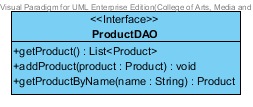 Visual Paradigm for UML Enterprise Edition(College of Arts, Media and
<<Interface>>
ProductDAO
+getProduct() : List<Product>
+addProduct(product : Product) : void
+getProductByName(name : String) : Product